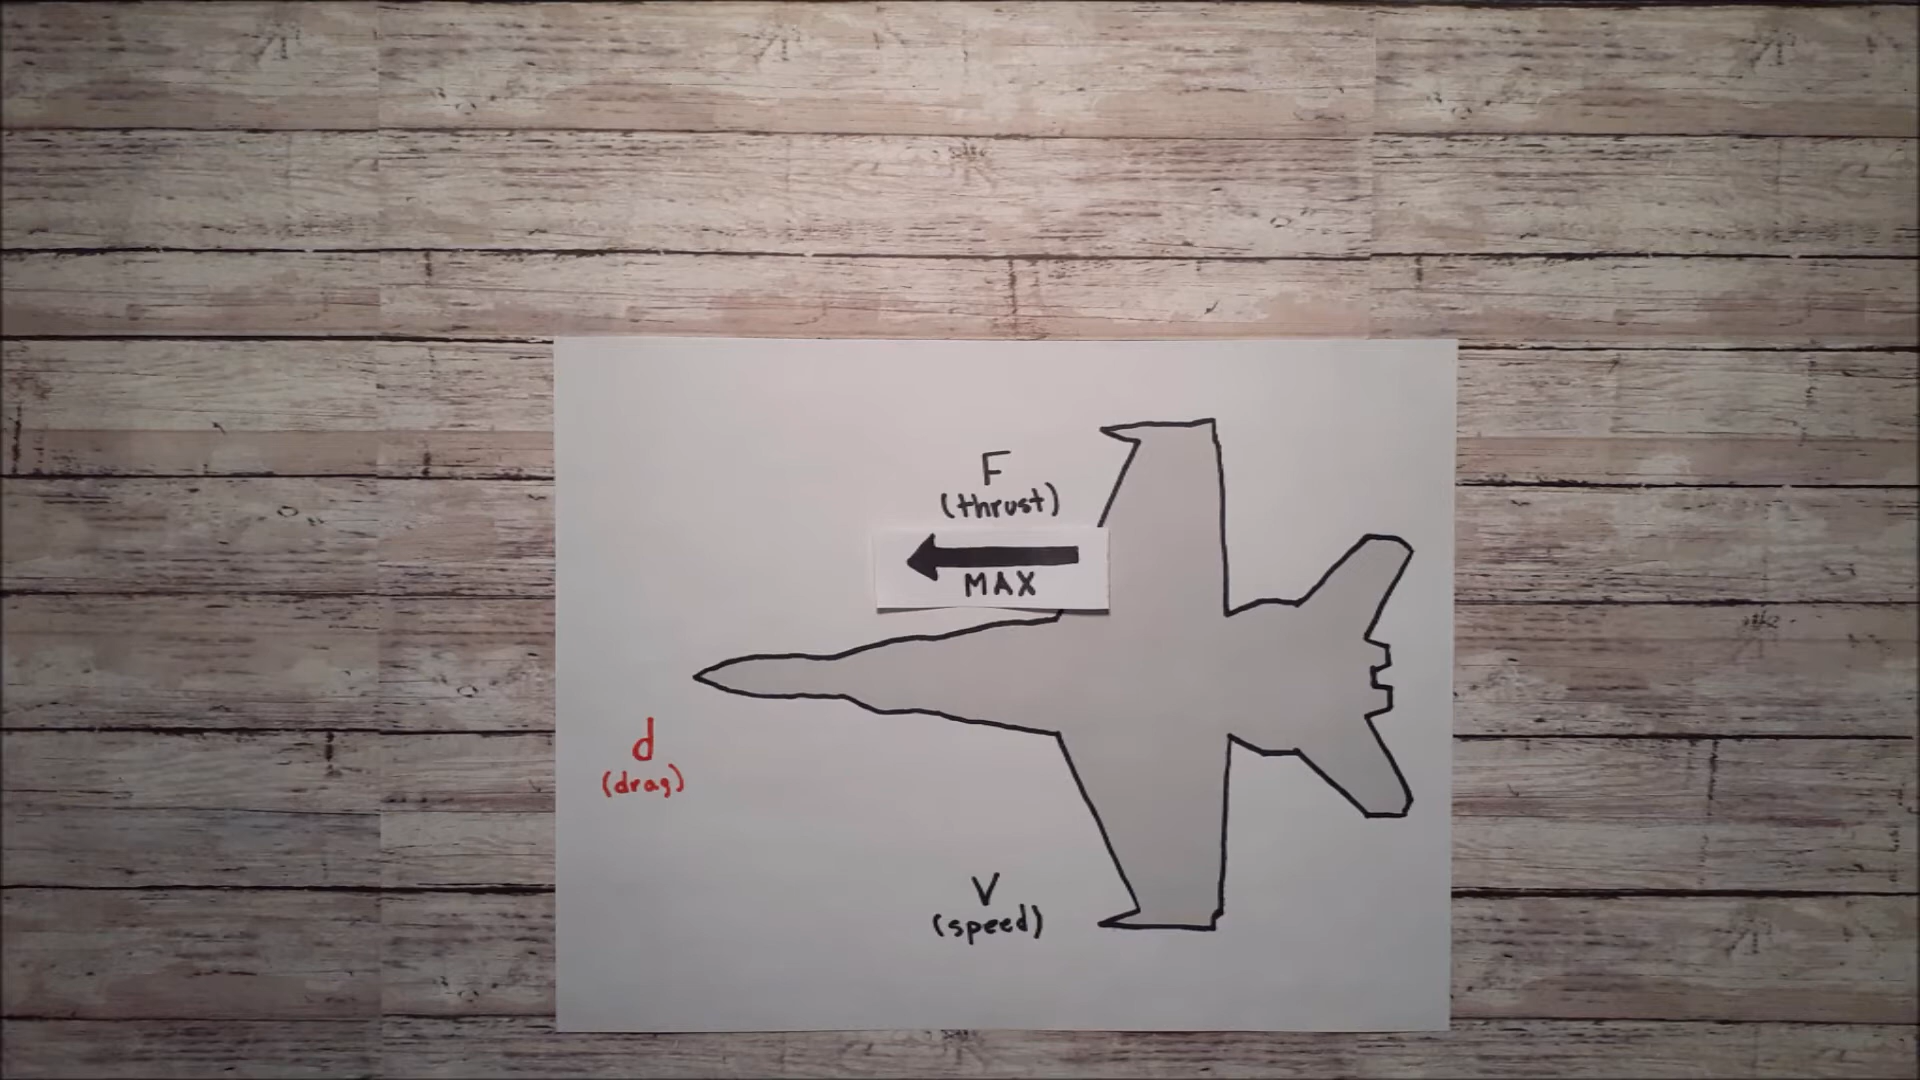 F
(thrust)
MAX
d
(drag)
V
(speed)